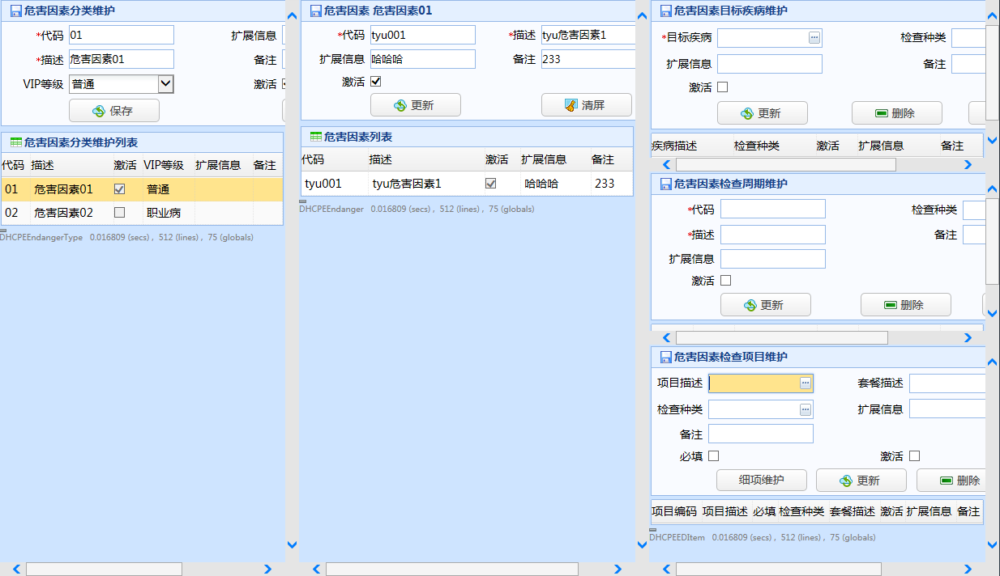 危害因素分类维护
*代码 01 扩展信息
*描述 危害因素01 备注
VIP等级 普通 激活
保存
危害因素分类维护列表
代码 描述 激活 VIP等级 扩展信息 备注
01 危害因素01 普通
02 危害因素02 职业病
DHCPEEndangerType 0.016809 (secs) , 512 (lines) , 75 (globals)
危害因素 危害因素01
*代码 tyu001 *描述 tyu危害因素1
扩展信息 哈哈哈 备注 233
激活
更新 清屏
危害因素列表
代码 描述 激活 扩展信息 备注
tyu001 tyu危害因素1 哈哈哈 233
DHCPEEndanger 0.016809 (secs) , 512 (lines) , 75 (globals)
危害因素目标疾病维护
*目标疾病 检查种类
扩展信息 备注
激活
更新 删除
疾病描述 检查种类 激活 扩展信息 备注
危害因素检查周期维护
*代码 检查种类
*描述 备注
扩展信息
激活
更新 删除
危害因素检查项目维护
项目描述 套餐描述
检查种类 扩展信息
备注
必填 激活
细项维护 更新 删除
项目编码 项目描述 必填 检查种类 套餐描述 激活 扩展信息 备注
DHCPEEDItem 0.016809 (secs) , 512 (lines) , 75 (globals)